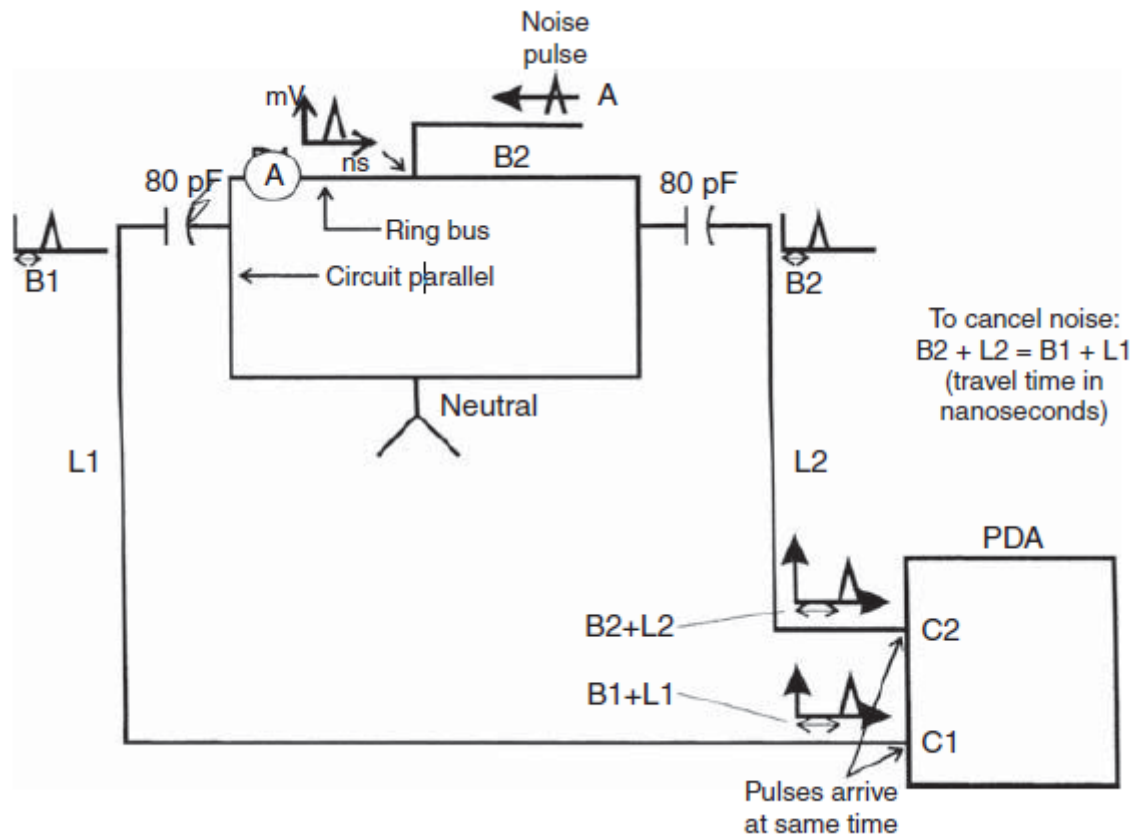 Noise
pulse
mV
A
ns
B2
80 pF
A
80 pF
Ring bus
B1
Circuit parallel
B2
To cancel noise:
B2 + L2 = B1 + L1
(travel time in
nanoseconds)
Neutral
L1
L2
PDA
B2+L2
C2
B1+L1
C1
Pulses arrive
at same time